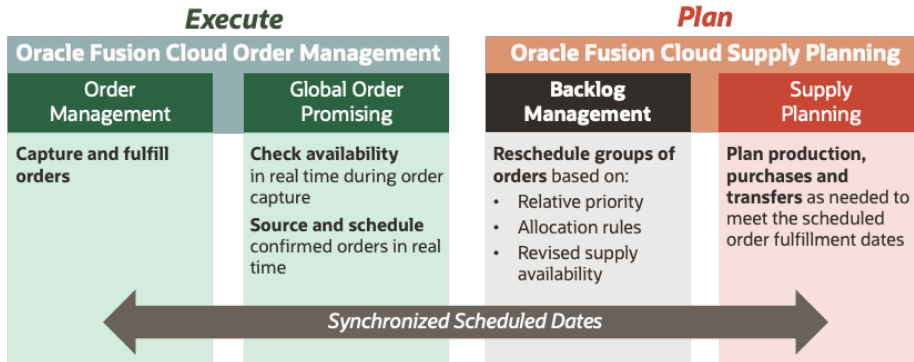 Execute
Plan
Oracle Fusion Cloud Order Management
Oracle Fusion Cloud Supply Planning
Order
Management
Global Order
Promising
Backlog
Management
Supply
Planning
Capture and fulfill
orders
Check availability
in real time during order
capture
Source and schedule
confirmed orders in real
time
Reschedule groups of
orders based on:
• Relative priority
• Allocation rules
• Revised supply
availability
Plan production,
purchases and
transfers as needed to
meet the scheduled
order fulfillment dates
Synchronized Scheduled Dates